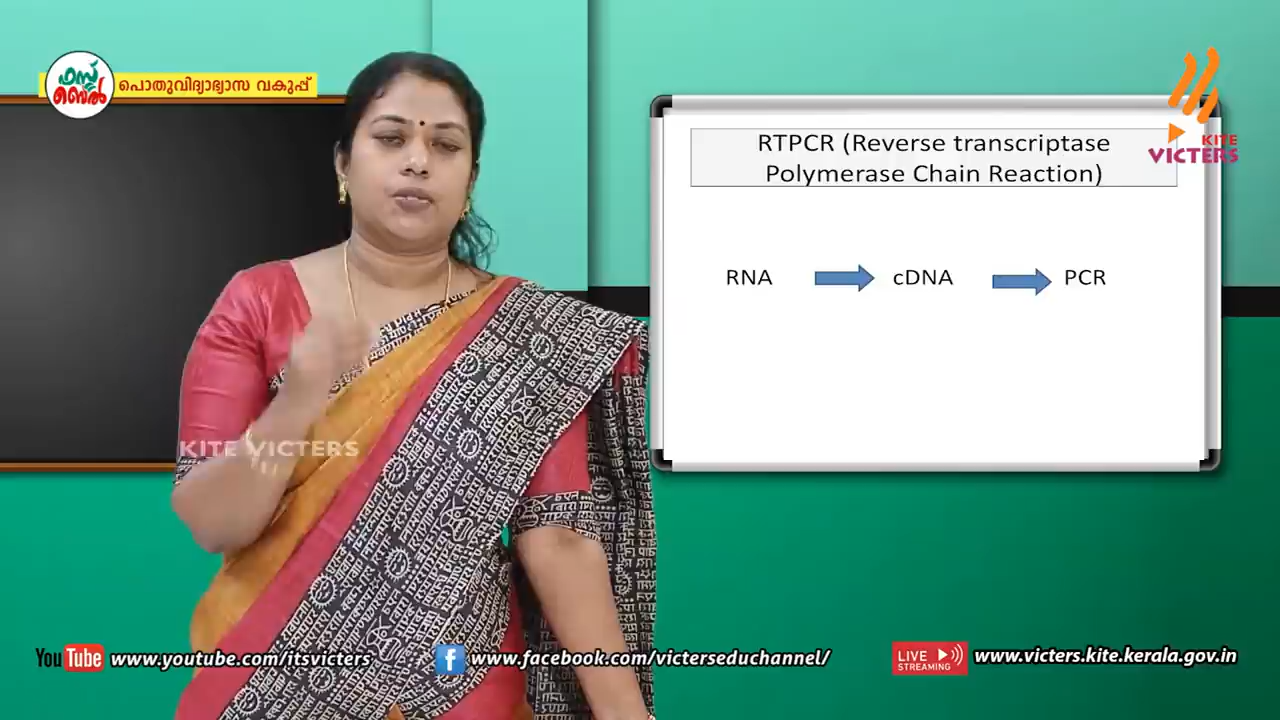 ഫസ്റ്റ്
ബെൽ
പൊതുവിദ്യാഭ്യാസ വകുപ്പ്
KITE
VICTERS
RTPCR (Reverse transcriptase
Polymerase Chain Reaction)
RNA
cDNA
PCR
KITE VICTERS
YouTube www.youtube.com/itsvicters
f www.facebook.com/victerseduchannel/
LIVE
STREAMING
www.victers.kite.kerala.gov.in